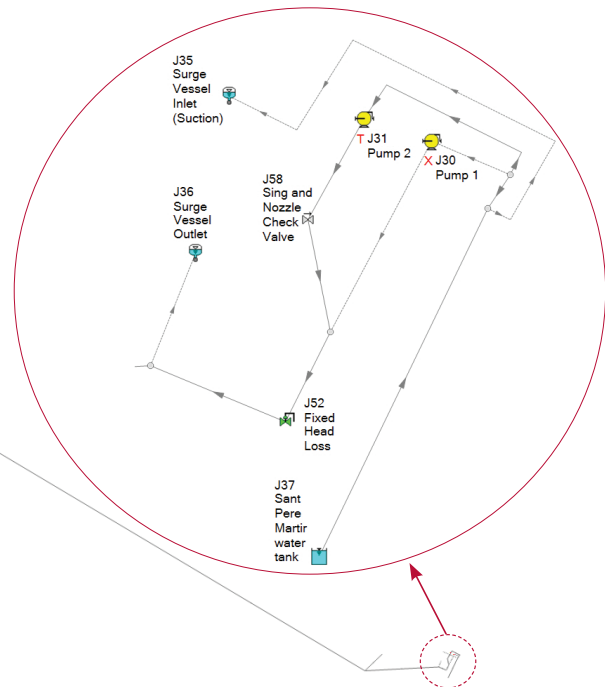 J35
Surge
Vessel
Inlet
(Suction)
T J31
Pump 2
X J30
Pump 1
J58
Sing and
Nozzle
Check
Valve
J36
Surge
Vessel
Outlet
J52
Fixed
Head
Loss
J37
Sant
Pere
Martir
water
tank